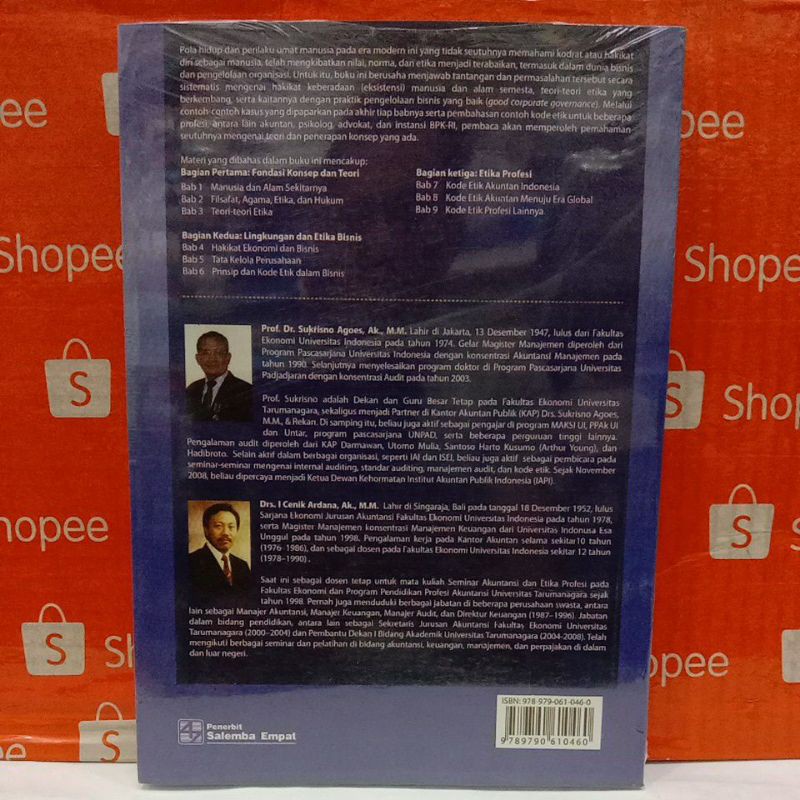 Pola hidup dan perilaku umat manusia pada era modern ini yang tidak seutuhnya memahami kodrat atau hakikat
diri sebagai manusia, telah mengkibatkan nilai, norma, dan etika menjadi terabaikan, termasuk dalam dunia bisnis
dan pengelolaan organisasi. Untuk itu, buku ini berusaha menjawab tantangan dan permasalahan tersebut secara
sistematis mengenai hakikat keberadaan (eksistensi) manusia dan alam semesta, teori-teori etika yang
berkembang, serta kaitannya dengan praktik pengelolaan bisnis yang baik (good corporate governance). Melalui
contoh-contoh kasus yang dipaparkan pada akhir tiap babnya serta pembahasan contoh kode etik untuk beberapa
profesi, antara lain akuntan, psikolog, advokat, dan instansi BPK-RI, pembaca akan memperoleh pemahaman
seutuhnya mengenai teori dan penerapan konsep yang ada.
Materi yang dibahas dalam buku ini mencakup:
Bagian Pertama: Fondasi Konsep dan Teori
Bab 1 Manusia dan Alam Sekitarnya
Bab 2 Filsafat, Agama, Etika, dan Hukum
Bab 3 Teori-teori Etika
Bagian Kedua: Lingkungan dan Etika Bisnis
Bab 4 Hakikat Ekonomi dan Bisnis
Bab 5 Tata Kelola Perusahaan
Bab 6 Prinsip dan Kode Etik dalam Bisnis
Bagian ketiga: Etika Profesi
Bab 7 Kode Etik Akuntan Indonesia
Bab 8 Kode Etik Akuntan Menuju Era Global
Bab 9 Kode Etik Profesi Lainnya
Prof. Dr. Sukrisno Agoes, Ak., M.M. Lahir di Jakarta, 13 Desember 1947, lulus dari Fakultas
Ekonomi Universitas Indonesia pada tahun 1974. Gelar Magister Manajemen diperoleh dari
Program Pascasarjana Universitas Indonesia dengan konsentrasi Akuntansi Manajemen pada
tahun 1990. Selanjutnya menyelesaikan program doktor di Program Pascasarjana Universitas
Padjadjaran dengan konsentrasi Audit pada tahun 2003.
Prof. Sukrisno adalah Dekan dan Guru Besar Tetap pada Fakultas Ekonomi Universitas
Tarumanagara, sekaligus menjadi Partner di Kantor Akuntan Publik (KAP) Drs. Sukrisno Agoes,
M.M., & Rekan. Di samping itu, beliau juga aktif sebagai pengajar di program MAKSI UI, PPAk UI
dan Untar, program pascasarjana UNPAD, serta beberapa perguruan tinggi lainnya.
Pengalaman audit diperoleh dari KAP Darmawan, Utomo Mulia, Santoso Harto Kusumo (Arthur Young), dan
Hadibroto. Selain aktif dalam berbagai organisasi, seperti IAI dan ISEI, beliau juga aktif sebagai pembicara pada
seminar-seminar mengenai internal auditing, standar auditing, manajemen audit, dan kode etik. Sejak November
2008, beliau dipercaya menjadi Ketua Dewan Kehormatan Institut Akuntan Publik Indonesia (IAPI).
Drs. I Cenik Ardana, Ak., M.M. Lahir di Singaraja, Bali pada tanggal 18 Desember 1952, lulus
Sarjana Ekonomi Jurusan Akuntansi Fakultas Ekonomi Universitas Indonesia pada tahun 1978,
serta Magister Manajemen konsentrasi Manajemen Keuangan dari Universitas Indonusa Esa
Unggul pada tahun 1998. Pengalaman kerja pada Kantor Akuntan selama sekitar10 tahun
(1976-1986), dan sebagai dosen pada Fakultas Ekonomi Universitas Indonesia sekitar 12 tahun
(1978–1990) .
Saat ini sebagai dosen tetap untuk mata kuliah Seminar Akuntansi dan Etika Profesi pada
Fakultas Ekonomi dan Program Pendidikan Profesi Akuntansi Universitas Tarumanagara sejak
tahun 1998. Pernah juga menduduki berbagai Jabatan di beberapa perusahaan swasta, antara
lain sebagai Manajer Akuntansi, Manajer Keuangan, Manajer Audit, dan Direktur Keuangan (1987–1996). Jabatan
dalam bidang pendidikan, antara lain sebagai Sekretaris Jurusan Akuntansi Fakultas Ekonomi Universitas
Tarumanagara (2000–2004) dan Pembantu Dekan I Bidang Akademik Universitas Tarumanagara (2004-2008). Telah
mengikuti berbagai seminar dan pelatihan di bidang akuntansi, keuangan, manajemen, dan perpajakan di dalam
dan luar negeri.
Penerbit
Salemba Empat
ISBN: 978-979-061-046-0
9789790610460
ee
pee
Shopee
Shopee
S
S
Shopee
S
S
Sh
opee